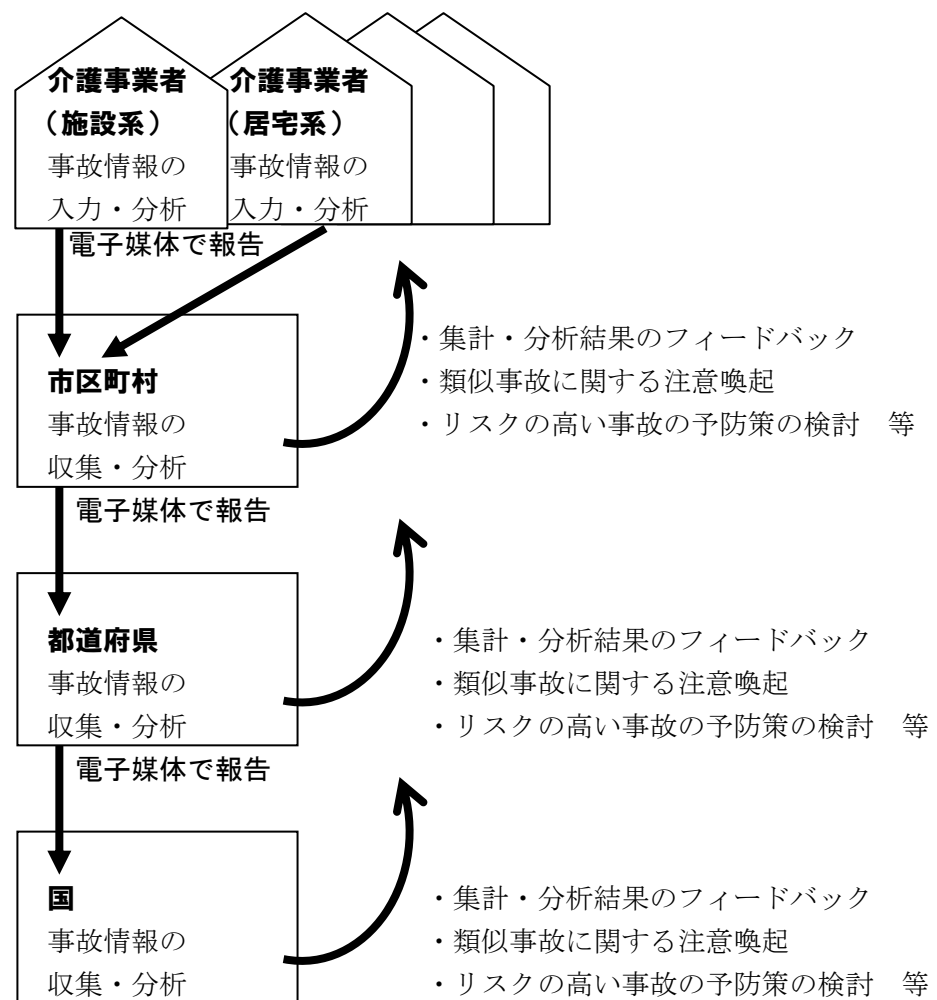 介護事業者
（施設系）
事故情報の
入力・分析
介護事業者
（居宅系）
事故情報の
入力・分析
電子媒体で報告
市区町村
事故情報の
収集・分析
・集計・分析結果のフィードバック
・類似事故に関する注意喚起
・リスクの高い事故の予防策の検討　等
電子媒体で報告
都道府県
事故情報の
収集・分析
・集計・分析結果のフィードバック
・類似事故に関する注意喚起
・リスクの高い事故の予防策の検討　等
電子媒体で報告
国
事故情報の
収集・分析
・集計・分析結果のフィードバック
・類似事故に関する注意喚起
・リスクの高い事故の予防策の検討　等